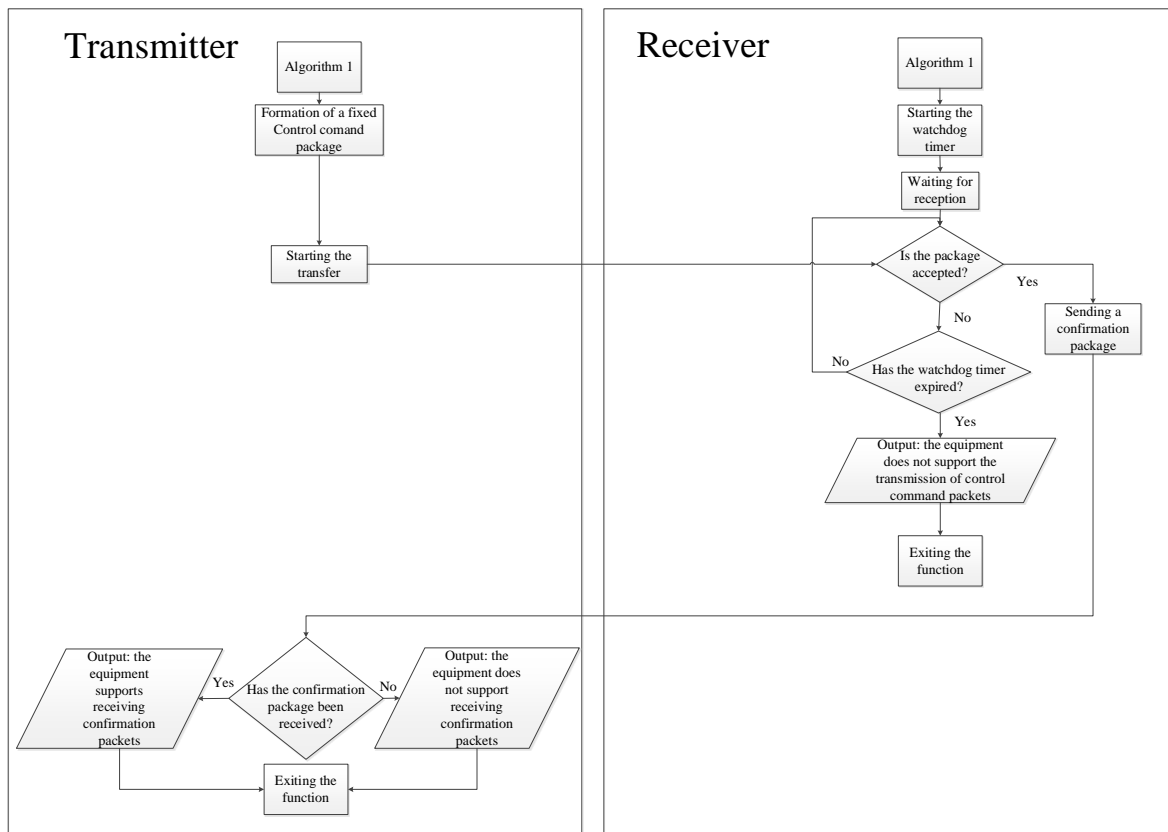 Transmitter
Algorithm 1
Formation of a fixed
Control comand
package
Starting the
transfer
Has the confirmation
package been
received?
Yes
No
Output: the
equipment
supports
receiving
confirmation
packets
Output: the
equipment does
not support
receiving
confirmation
packets
Exiting the
function
Receiver
Algorithm 1
Starting the
watchdog
timer
Waiting for
reception
Is the package
accepted?
Yes
No
Sending a
confirmation
package
Has the watchdog timer
expired?
No
Yes
Output: the equipment
does not support the
transmission of control
command packets
Exiting the
function